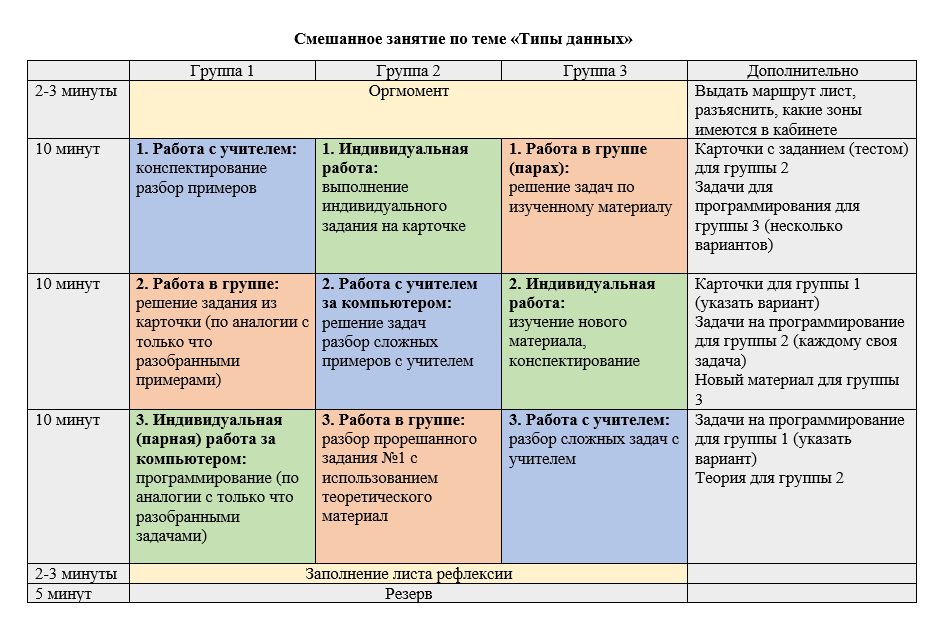 Смешанное занятие по теме «Типы данных»
Группа 1
Группа 2
Группа 3
Дополнительно
2-3 минуты
Оргмомент
Выдать маршрут лист,
разъяснить, какие зоны
имеются в кабинете
10 минут
1. Работа с учителем:
конспектирование
разбор примеров
1. Индивидуальная
работа:
выполнение
индивидуального
задания на карточке
1. Работа в группе
(парах):
решение задач по
изученному материалу
Карточки с заданием (тестом)
для группы 2
Задачи для
программирования для
группы 3 (несколько
вариантов)
10 минут
2. Работа в группе:
решение задания из
карточки (по аналогии с
только что
разобранными
примерами)
2. Работа с учителем
за компьютером:
решение задач
разбор сложных
примеров с учителем
2. Индивидуальная
работа:
изучение нового
материала,
конспектирование
Карточки для группы 1
(указать вариант)
Задачи на программирование
для группы 2 (каждому своя
задача)
Новый материал для группы
3
10 минут
3. Индивидуальная
(парная) работа за
компьютером:
программирование (по
аналогии с только что
разобранными
задачами)
3. Работа в группе:
разбор прорешанного
задания №1 с
использованием
теоретического
материал
3. Работа с учителем:
разбор сложных задач с
учителем
Задачи на программирование
для группы 1 (указать
вариант)
Теория для группы 2
2-3 минуты
Заполнение листа рефлексии
5 минут
Резерв